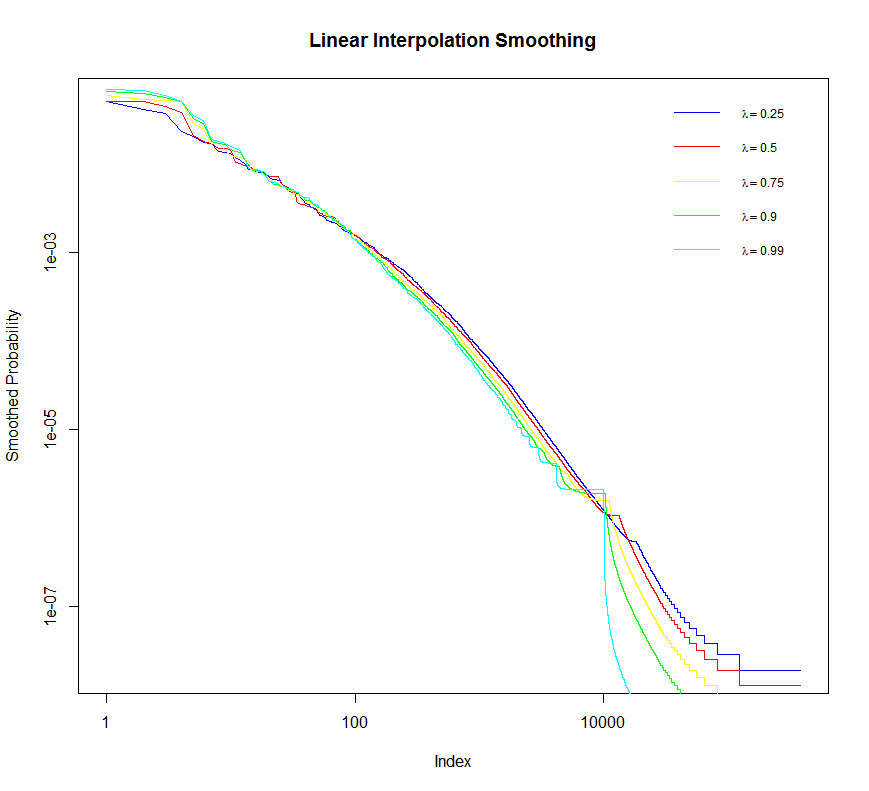 Linear Interpolation Smoothing
λ = 0.25
λ = 0.5
λ = 0.75
λ = 0.9
λ = 0.99
Smoothed Probability
1e-03
1e-05
1e-07
1
100
10000
Index